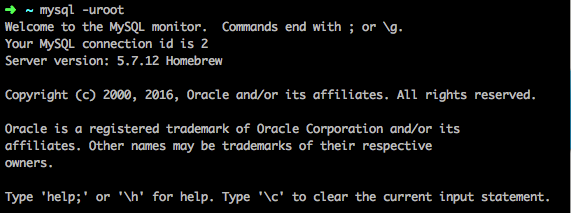 ➜ ~ mysql -uroot
Welcome to the MySQL monitor.  Commands end with ; or \g.
Your MySQL connection id is 2
Server version: 5.7.12 Homebrew
Copyright (c) 2000, 2016, Oracle and/or its affiliates. All rights reserved.
Oracle is a registered trademark of Oracle Corporation and/or its
affiliates. Other names may be trademarks of their respective
owners.
Type 'help;' or '\h' for help. Type '\c' to clear the current input statement.